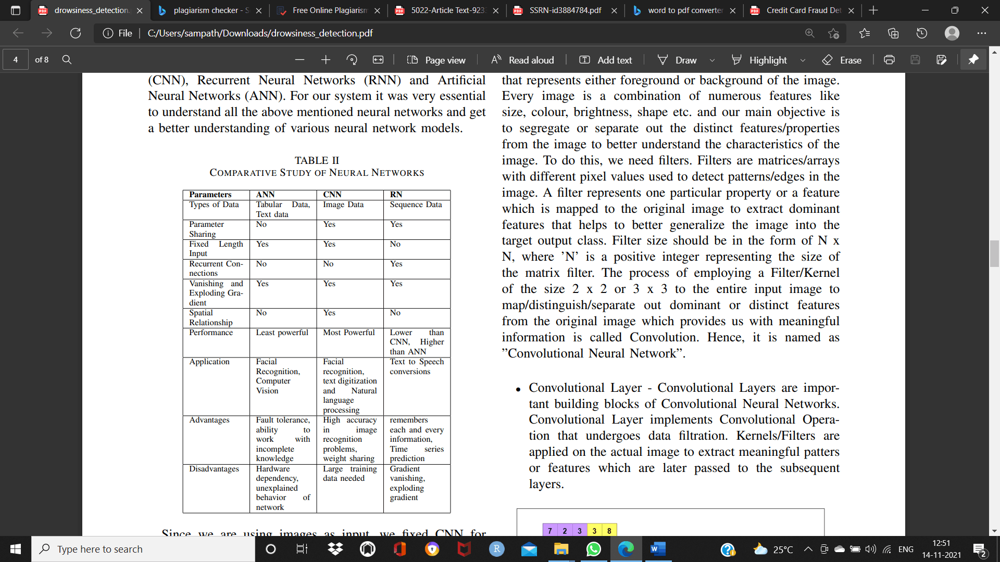 drowsiness_detection.
plagiarism checker - S
Free Online Plagiarism
5022-Article Text-923
SSRN-id3884784.pdf
word to pdf converter
Credit Card Fraud Det
File
C:/Users/sampath/Downloads/drowsiness_detection.pdf
4 of 8
Page view
Read aloud
Add text
Draw
Highlight
Erase
(CNN), Recurrent Neural Networks (RNN) and Artificial
Neural Networks (ANN). For our system it was very essential
to understand all the above mentioned neural networks and get
a better understanding of various neural network models.
TABLE II
COMPARATIVE STUDY OF NEURAL NETWORKS
Parameters ANN CNN RN
Types of Data
Tabular Data,
Text data
Image Data
Sequence Data
Parameter
Sharing
No
Yes
Yes
Fixed Length
Input
Yes
Yes
No
Recurrent Con-
nections
No
No
Yes
Vanishing and
Exploding Gra-
dient
Yes
Yes
Yes
Spatial
Relationship
No
Yes
No
Performance
Least powerful
Most Powerful
Lower than
CNN, Higher
than ANN
Application
Facial
Recognition,
Computer
Vision
Facial
recognition,
text digitization
and Natural
language
processing
Text to Speech
conversions
Advantages
Fault tolerance,
ability to
work with
incomplete
knowledge
High accuracy
in image
recognition
problems,
weight sharing
remembers
each and every
information,
Time series
prediction
Disadvantages
Hardware
dependency,
unexplained
behavior of
network
Large training
data needed
Gradient
vanishing,
exploding
gradient
Since we are using images as input, we fixed CNN for
that represents either foreground or background of the image.
Every image is a combination of numerous features like
size, colour, brightness, shape etc. and our main objective is
to segregate or separate out the distinct features/properties
from the image to better understand the characteristics of the
image. To do this, we need filters. Filters are matrices/arrays
with different pixel values used to detect patterns/edges in the
image. A filter represents one particular property or a feature
which is mapped to the original image to extract dominant
features that helps to better generalize the image into the
target output class. Filter size should be in the form of N x
N, where ’N’ is a positive integer representing the size of
the matrix filter. The process of employing a Filter/Kernel
of the size 2 x 2 or 3 x 3 to the entire input image to
map/distinguish/separate out dominant or distinct features
from the original image which provides us with meaningful
information is called Convolution. Hence, it is named as
”Convolutional Neural Network”.
• Convolutional Layer - Convolutional Layers are impor-
tant building blocks of Convolutional Neural Networks.
Convolutional Layer implements Convolutional Opera-
tion that undergoes data filtration. Kernels/Filters are
applied on the actual image to extract meaningful patters
or features which are later passed to the subsequent
layers.
7 2 3 3 8
Type here to search
25°C
ENG
12:51
14-11-2021
2